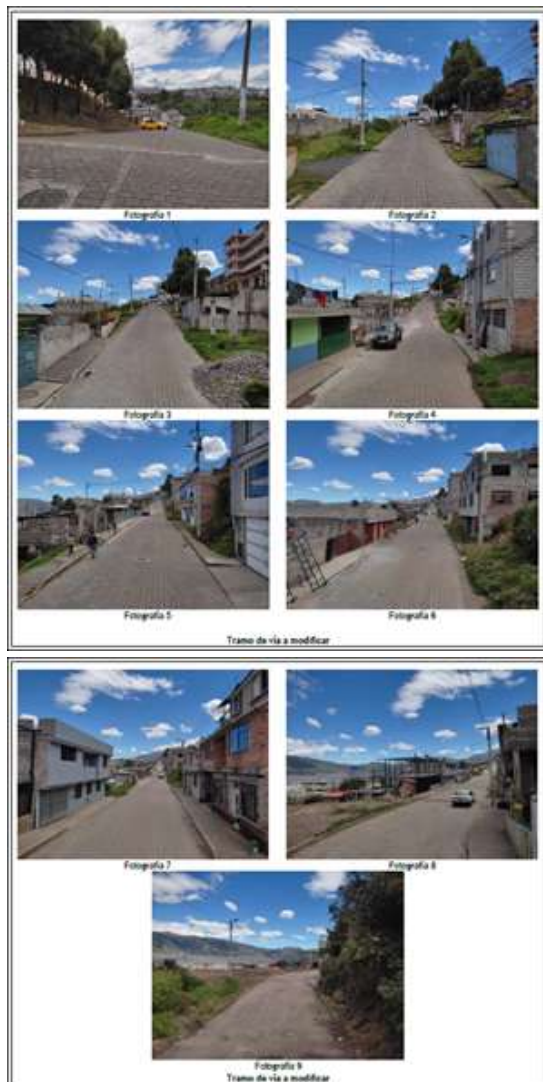 Fotografía 1
Fotografía 2
Fotografía 3
Fotografía 4
Fotografía 5
Fotografía 6
Tramo de vía a modificar
Fotografía 7
Fotografía 8
Fotografía 9
Tramo de vía a modificar